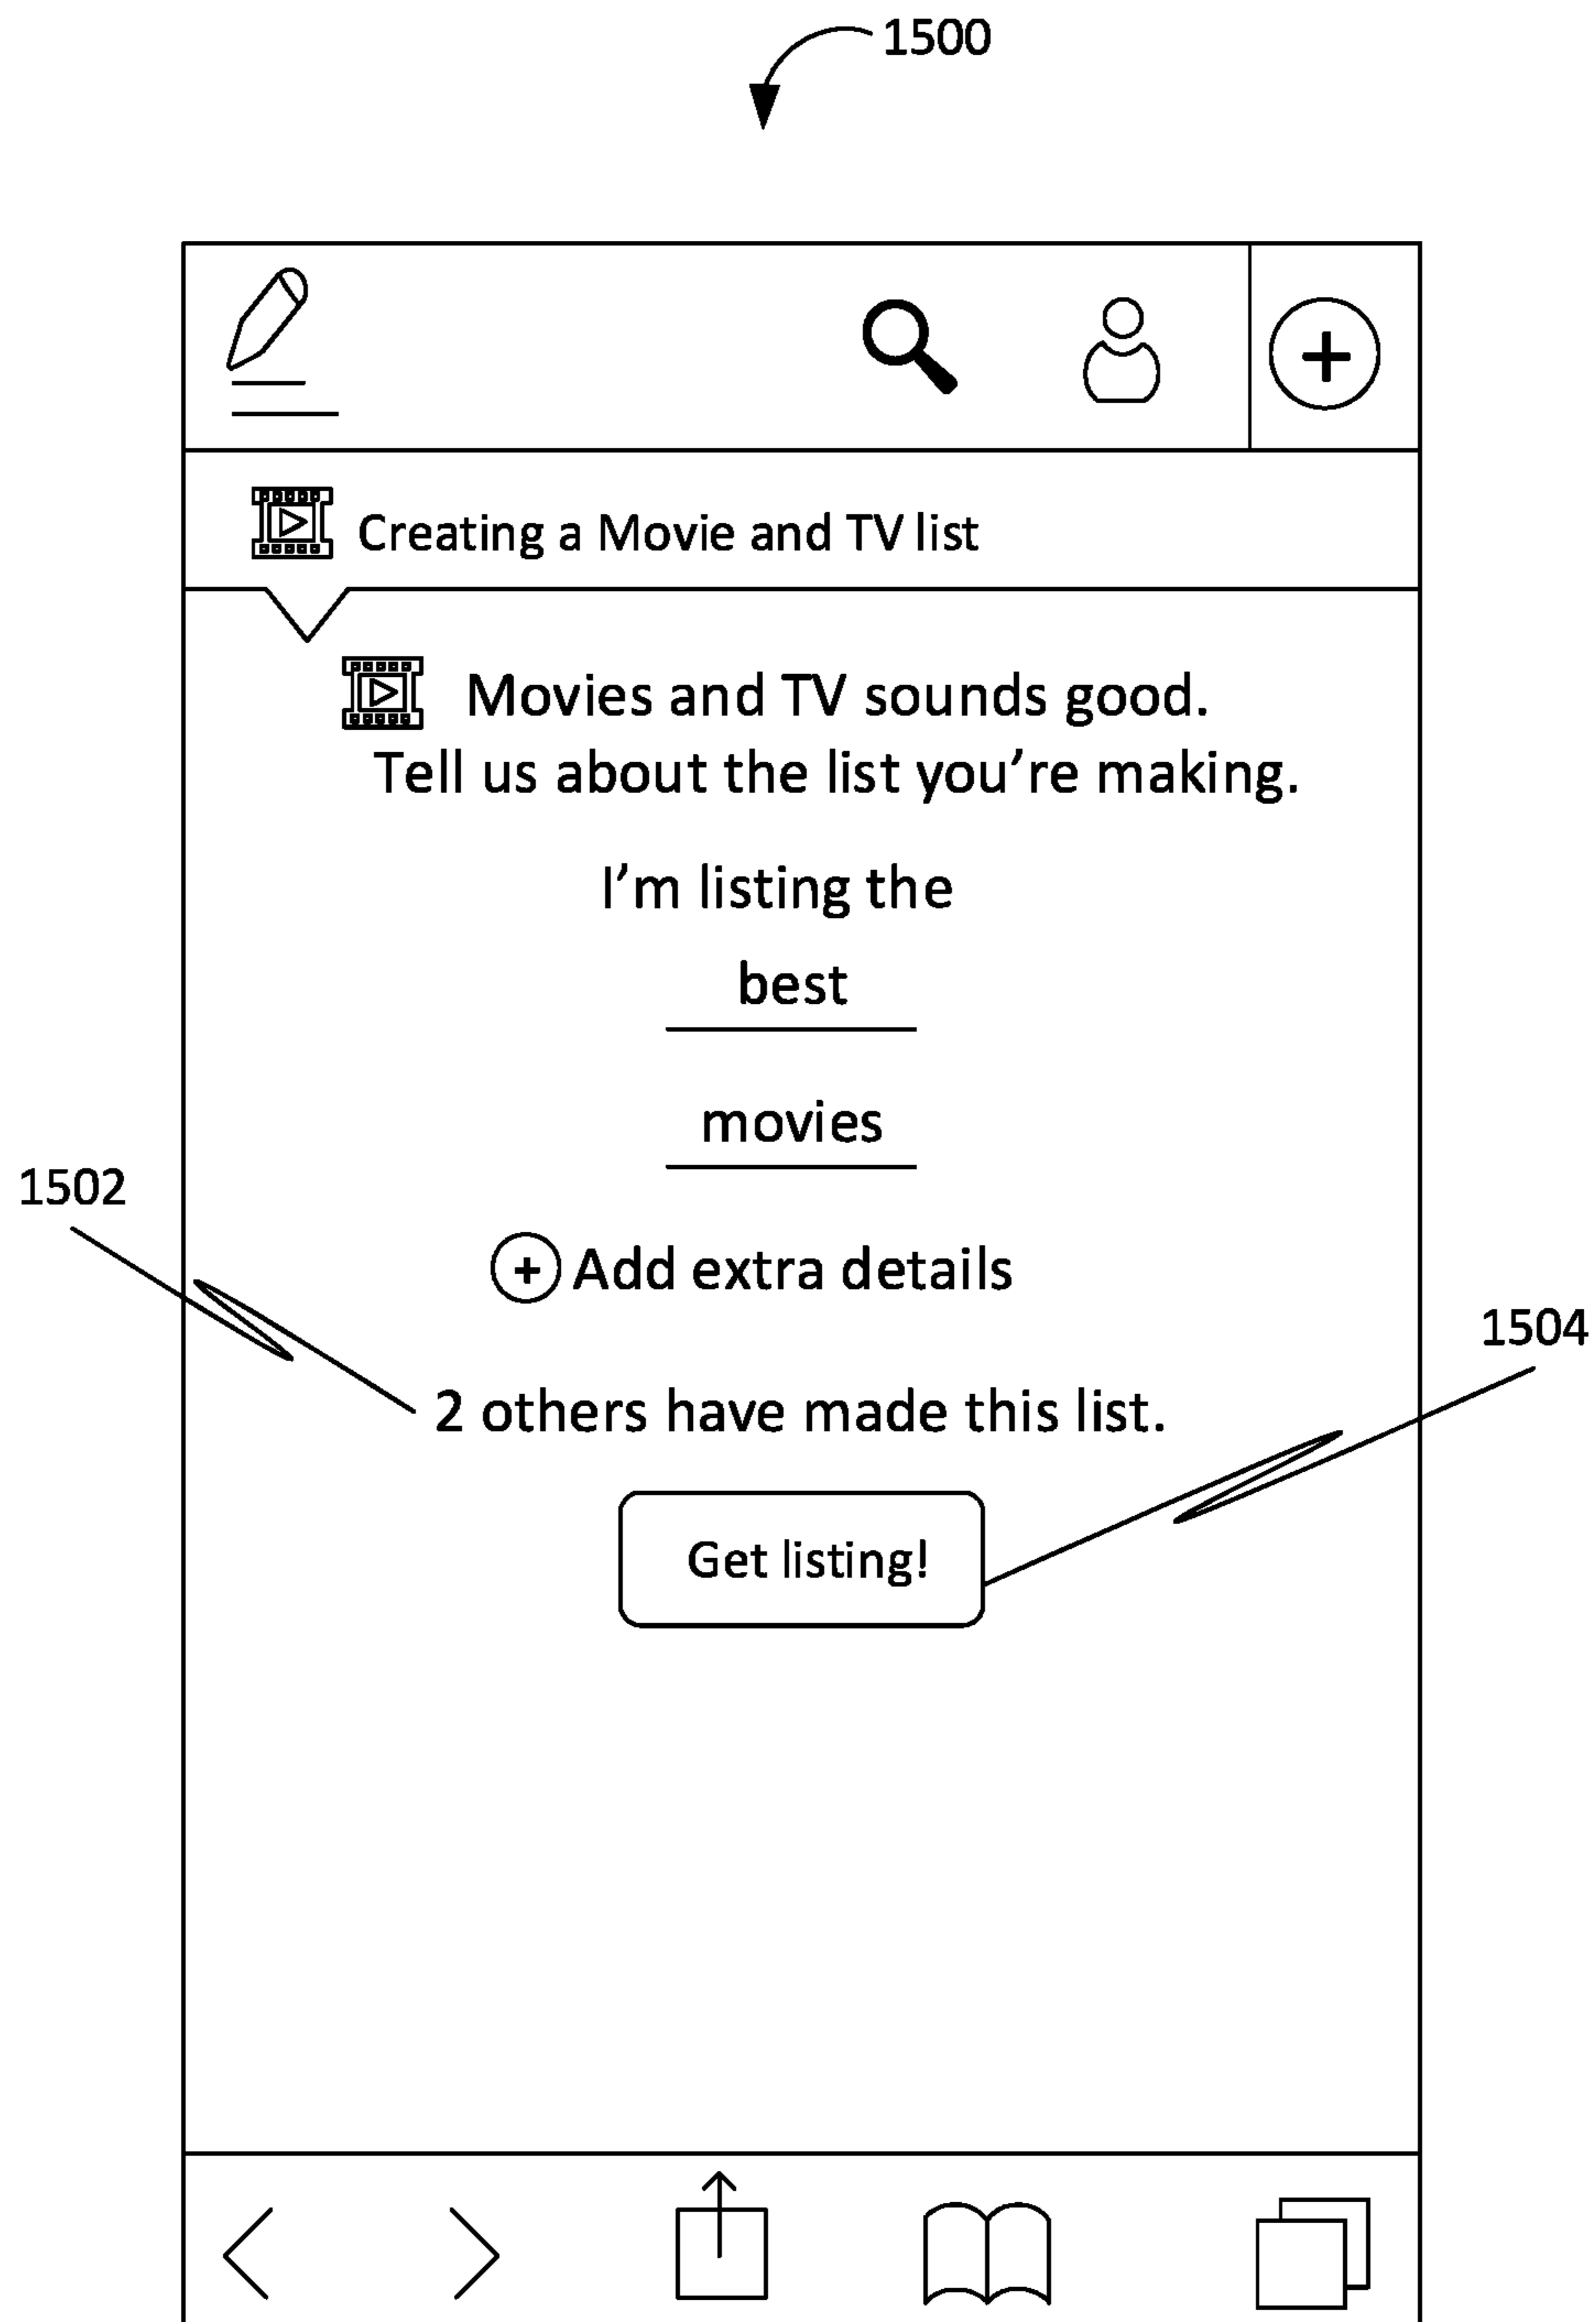 1500
Creating a Movie and TV list
Movies and TV sounds good.
Tell us about the list you're making.
I'm listing the
best
movies
1502
Add extra details
1504
2 others have made this list.
Get listing!